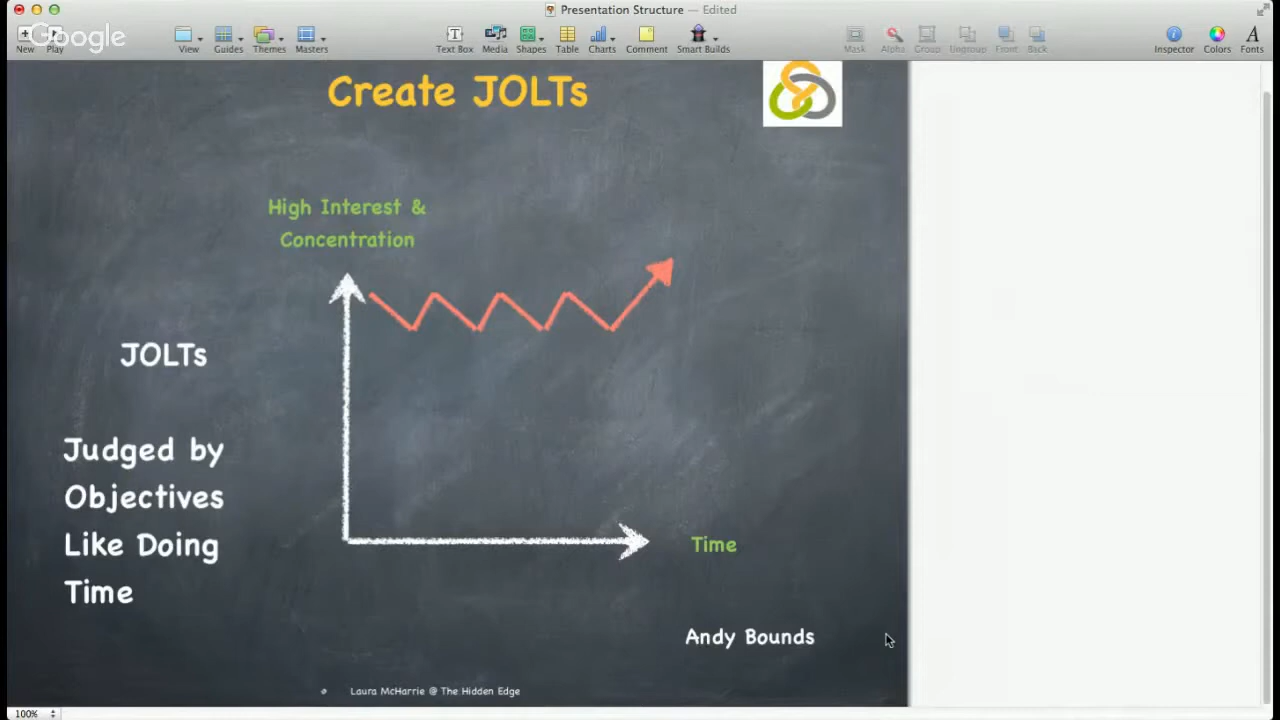 Presentation Structure — Edited
Google
New Play View Guides Themes Masters Text Box Media Shapes Table Charts Comment Smart Builds Mask Alpha Group Ungroup Front Back Inspector Colors Fonts
Create JOLTs
High Interest &
Concentration
JOLTs
Judged by
Objectives
Like Doing
Time
Time
Andy Bounds
Laura McHarrie @ The Hidden Edge
100%